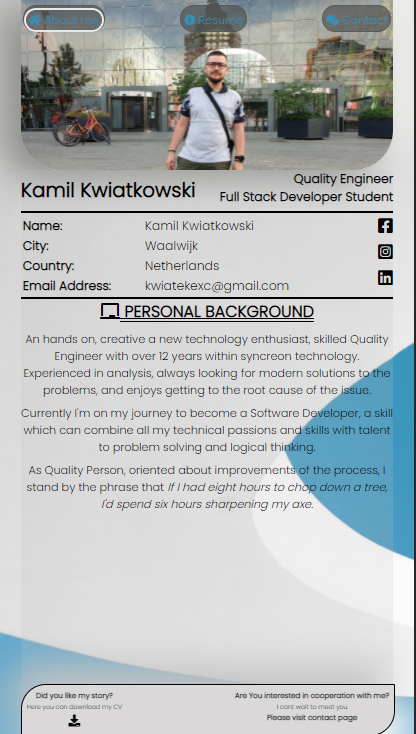 About me Resume Contact
Kamil Kwiatkowski
Quality Engineer
Full Stack Developer Student
Name: Kamil Kwiatkowski
City: Waalwijk
Country: Netherlands
Email Address: kwiatekexc@gmail.com
PERSONAL BACKGROUND
An hands on, creative a new technology enthusiast, skilled Quality
Engineer with over 12 years within syncreon technology.
Experienced in analysis, always looking for modern solutions to the
problems, and enjoys getting to the root cause of the issue.
Currently I'm on my journey to become a Software Developer, a skill
which can combine all my technical passions and skills with talent
to problem solving and logical thinking.
As Quality Person, oriented about improvements of the process, I
stand by the phrase that If I had eight hours to chop down a tree,
I'd spend six hours sharpening my axe.
Did you like my story?
Here you can download my CV
Are You interested in cooperation with me?
I cant wait to meet you
Please visit contact page